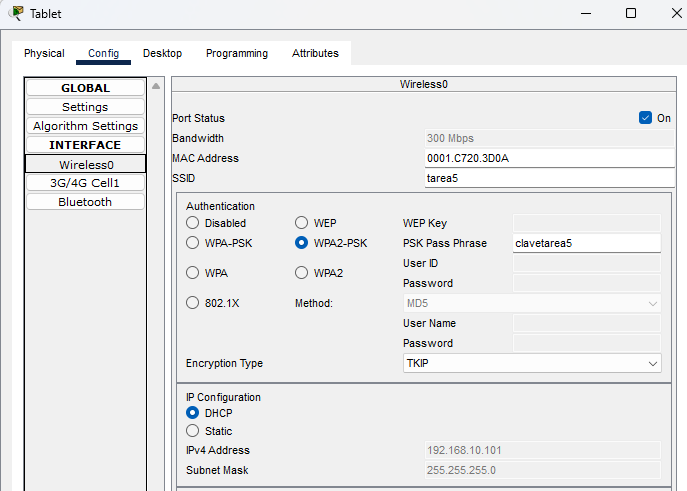 Tablet
Physical Config Desktop Programming Attributes
GLOBAL
Settings
Algorithm Settings
INTERFACE
Wireless0
3G/4G Cell1
Bluetooth
Wireless0
Port Status On
Bandwidth 300 Mbps
MAC Address 0001.C720.3D0A
SSID tarea5
Authentication
Disabled WEP WEP Key
WPA-PSK WPA2-PSK PSK Pass Phrase clavetarea5
User ID
WPA WPA2
Password
802.1X Method: MD5
User Name
Password
Encryption Type TKIP
IP Configuration
DHCP
Static
IPv4 Address 192.168.10.101
Subnet Mask 255.255.255.0